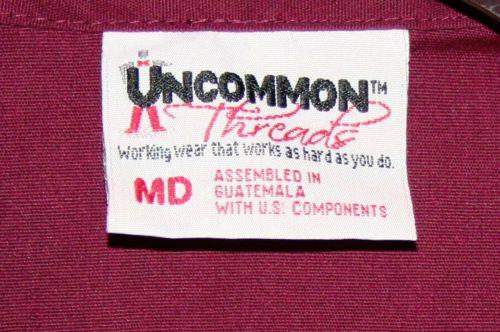 UNCOMMON™
Threads
Working wear that works as hard as you do.
MD
ASSEMBLED IN
GUATEMALA
WITH U.S. COMPONENTS